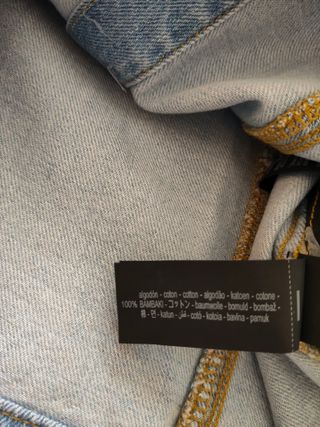 algodón - coton - cotton - algodão - katoen - cotone -
100% BAMBAKI - コットン - baumwolle - bomuld - bombaž -
棉 - 면 - katun - قطن - cotó - kotoia - bavlna - pamuk